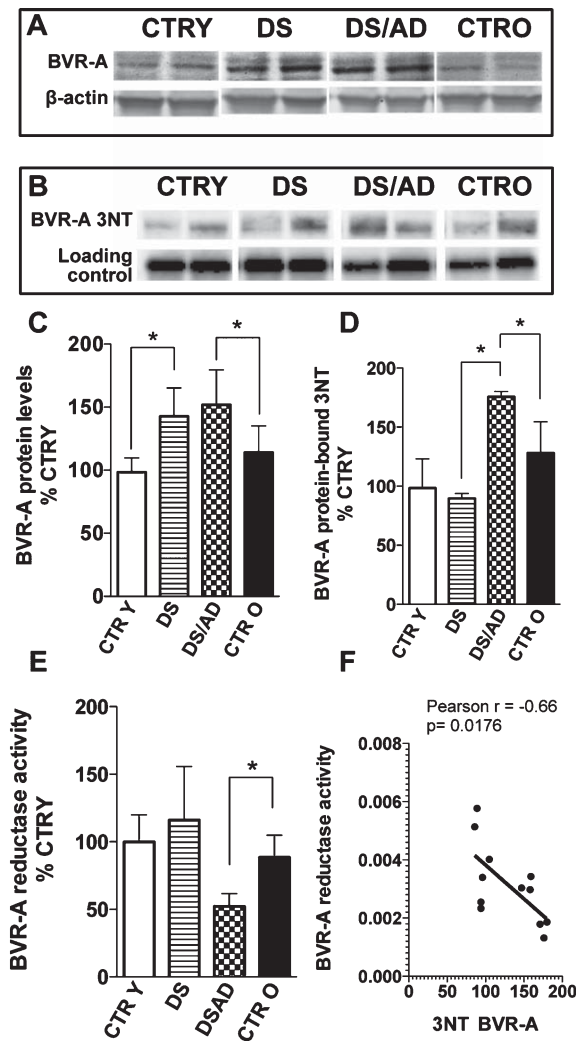 A
CTRY DS DS/AD CTRO
BVR-A
β-actin
B
CTRY DS DS/AD CTRO
BVR-A 3NT
Loading
control
C
BVR-A protein levels
% CTRY
200
150
100
50
0
*
*
CTR Y
DS
DS/AD
CTR O
D
BVR-A protein-bound 3NT
% CTRY
200
150
100
50
0
*
*
CTR Y
DS
DS/AD
CTR O
E
BVR-A reductase activity
% CTRY
200
150
100
50
0
*
CTR Y
DS
DSAD
CTR O
F
Pearson r = -0.66
p= 0.0176
BVR-A reductase activity
0.008
0.006
0.004
0.002
0.000
0 50 100 150 200
3NT BVR-A